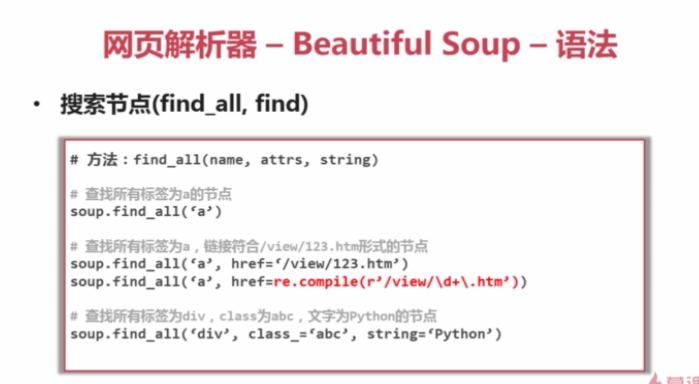 网页解析器 – Beautiful Soup – 语法
• 搜索节点(find_all, find)
# 方法：find_all(name, attrs, string)
# 查找所有标签为a的节点
soup.find_all(‘a’)
# 查找所有标签为a，链接符合/view/123.htm形式的节点
soup.find_all(‘a’, href=‘/view/123.htm’)
soup.find_all(‘a’, href=re.compile(r’/view/\d+\.htm’))
# 查找所有标签为div，class为abc，文字为Python的节点
soup.find_all(‘div’, class_=‘abc’, string=‘Python’)